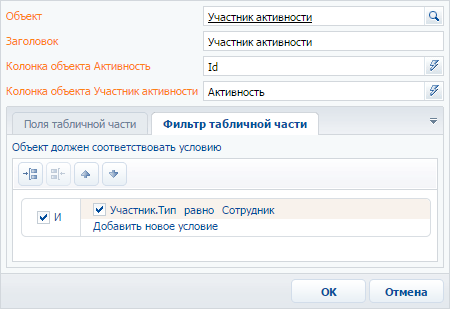 Объект Участник активности
Заголовок Участник активности
Колонка объекта Активность Id
Колонка объекта Участник активности Активность
Поля табличной части Фильтр табличной части
Объект должен соответствовать условию
И Участник.Тип равно Сотрудник
Добавить новое условие
OK Отмена